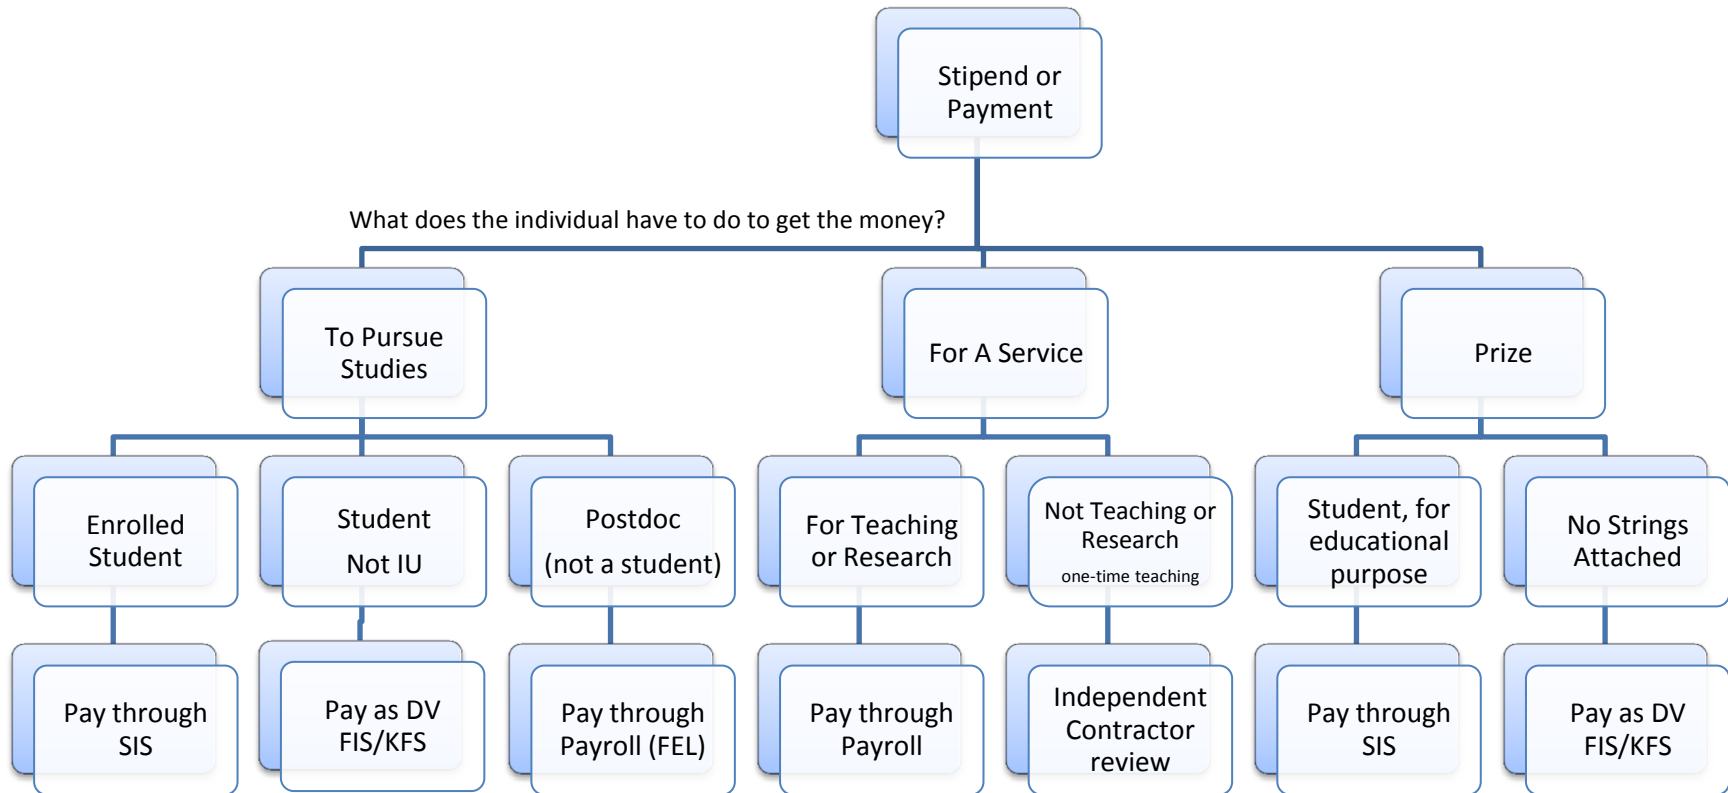 Stipend or
Payment
What does the individual have to do to get the money?
To Pursue
Studies
For A Service
Prize
Enrolled
Student
Student
Not IU
Postdoc
(not a student)
For Teaching
or Research
Not Teaching or
Research
one-time teaching
Student, for
educational
purpose
No Strings
Attached
Pay through
SIS
Pay as DV
FIS/KFS
Pay through
Payroll (FEL)
Pay through
Payroll
Independent
Contractor
review
Pay through
SIS
Pay as DV
FIS/KFS